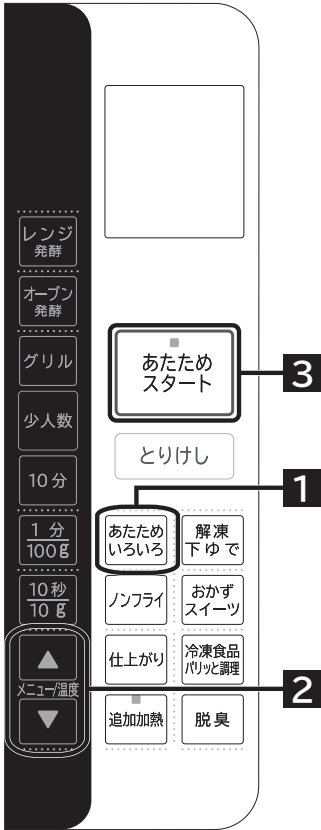 レンジ
発酵
オーブン
発酵
グリル
少人数
10分
1分
100g
10秒
10g
▲
メニュー/温度
▼
あたため
スタート
とりけし
あたため
いろいろ
解凍
下ゆで
ノンフライ
おかず
スイーツ
仕上がり
冷凍食品
パリッと調理
追加加熱
脱臭
3
1
2